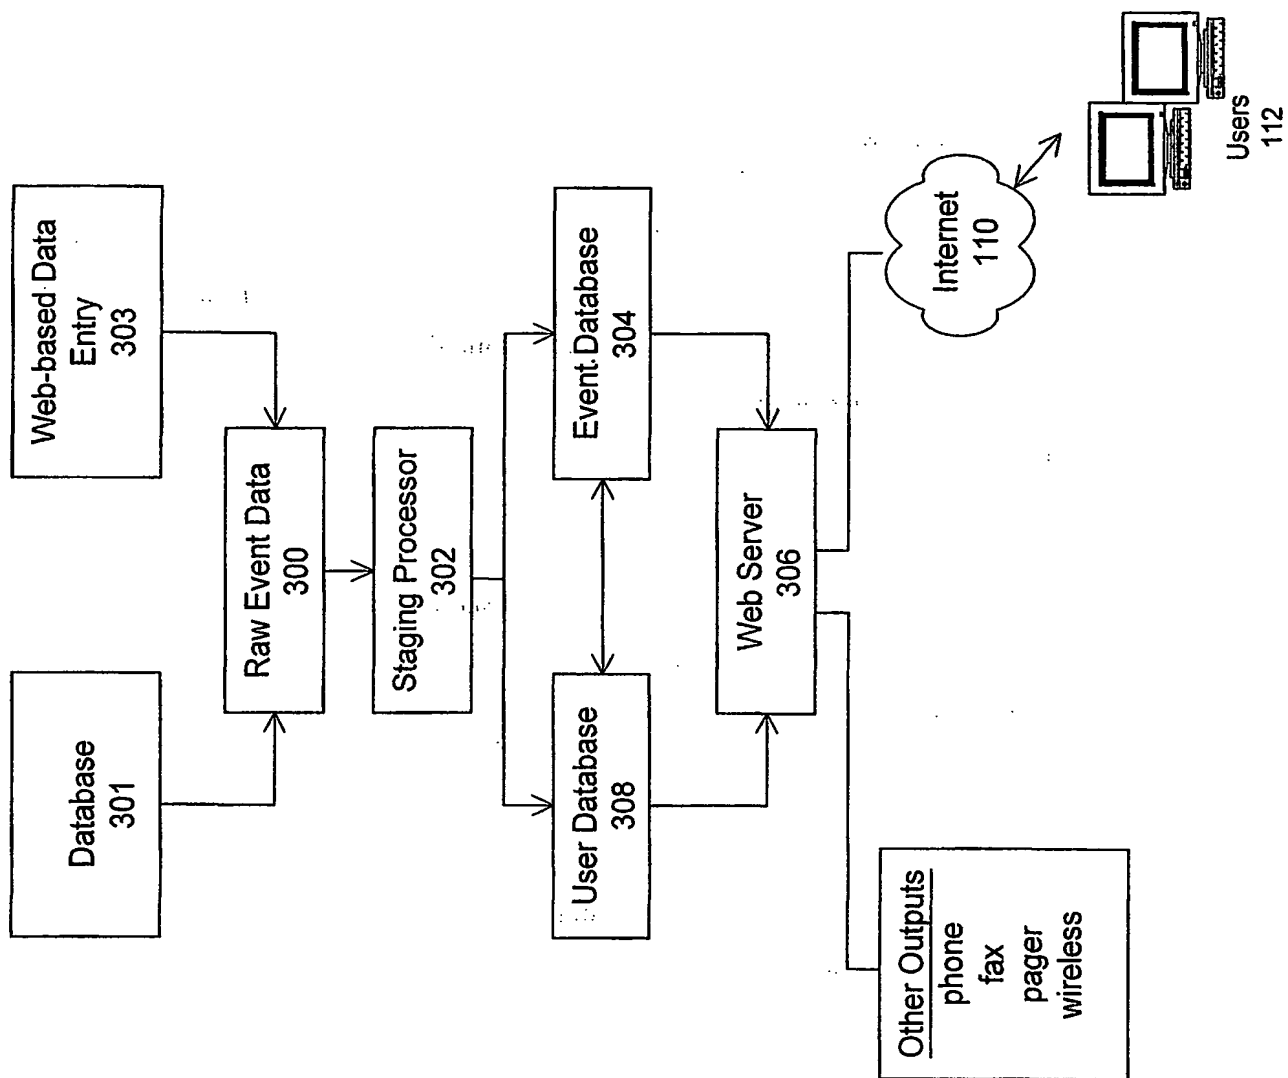 Database
301
Web-based Data
Entry
303
Raw Event Data
300
Staging Processor
302
User Database
308
Event Database
304
Web Server
306
Other Outputs
phone
fax
pager
wireless
Internet
110
Users
112